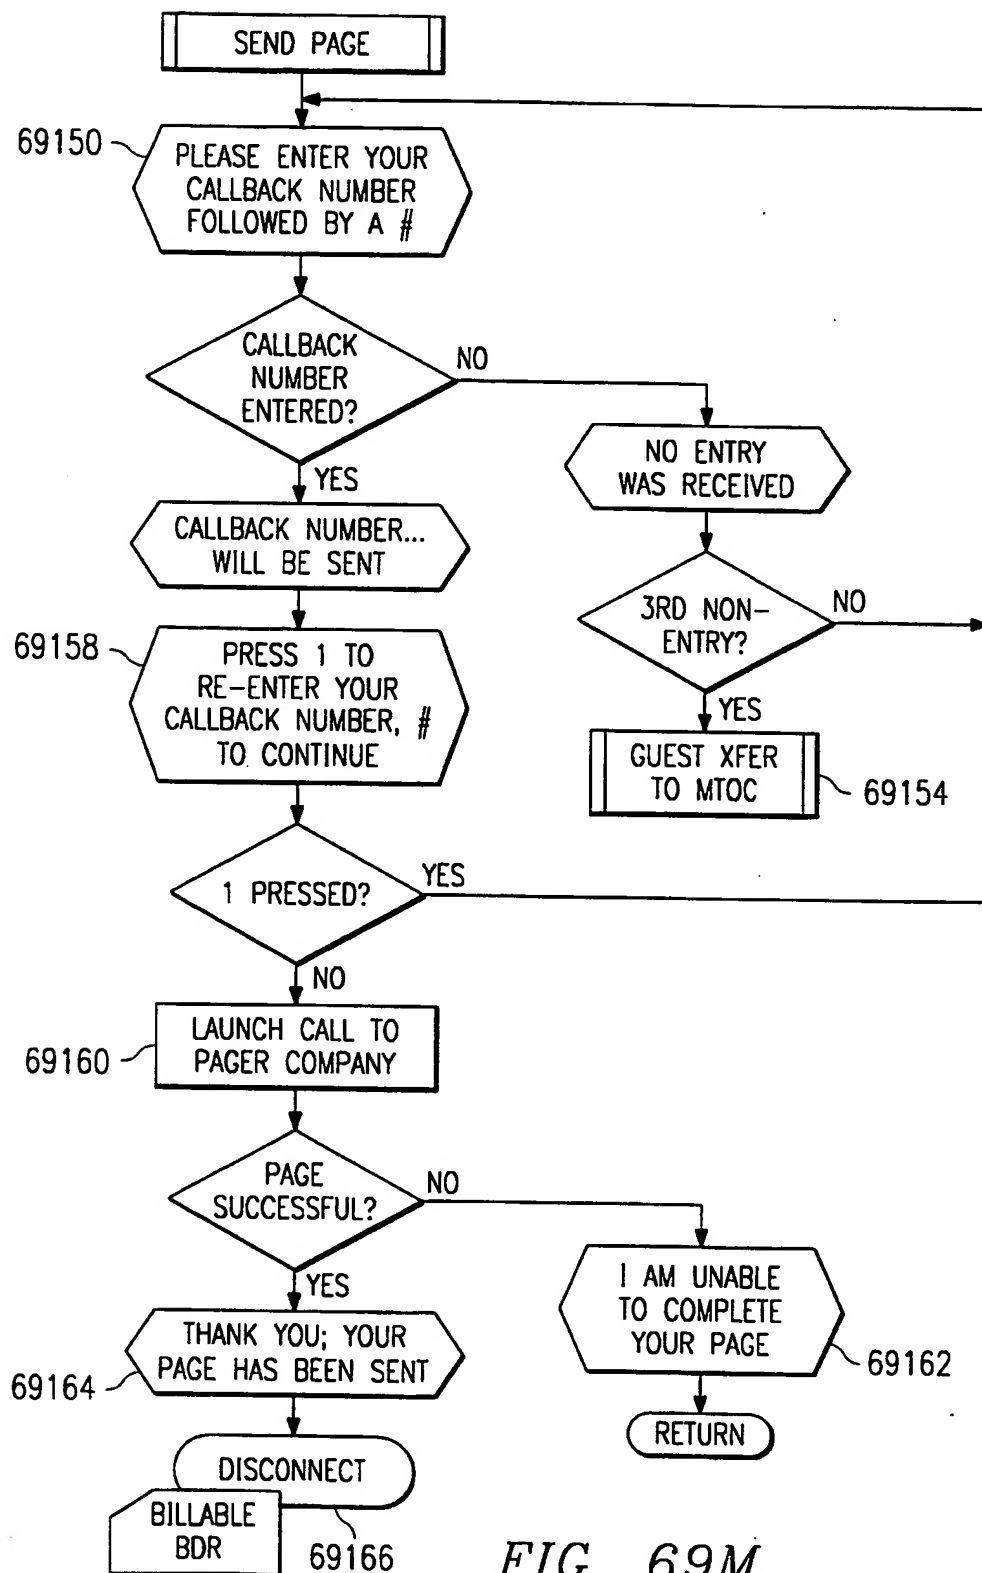 SEND PAGE
69150
PLEASE ENTER YOUR
CALLBACK NUMBER
FOLLOWED BY A #
CALLBACK
NUMBER
ENTERED?
NO
YES
NO ENTRY
WAS RECEIVED
CALLBACK NUMBER...
WILL BE SENT
3RD NON-
ENTRY?
NO
YES
69158
PRESS 1 TO
RE-ENTER YOUR
CALLBACK NUMBER, #
TO CONTINUE
GUEST XFER
TO MTOC
69154
1 PRESSED?
YES
NO
69160
LAUNCH CALL TO
PAGER COMPANY
PAGE
SUCCESSFUL?
NO
YES
I AM UNABLE
TO COMPLETE
YOUR PAGE
69162
THANK YOU; YOUR
PAGE HAS BEEN SENT
69164
RETURN
DISCONNECT
BILLABLE
BDR
69166
FIG. 69M